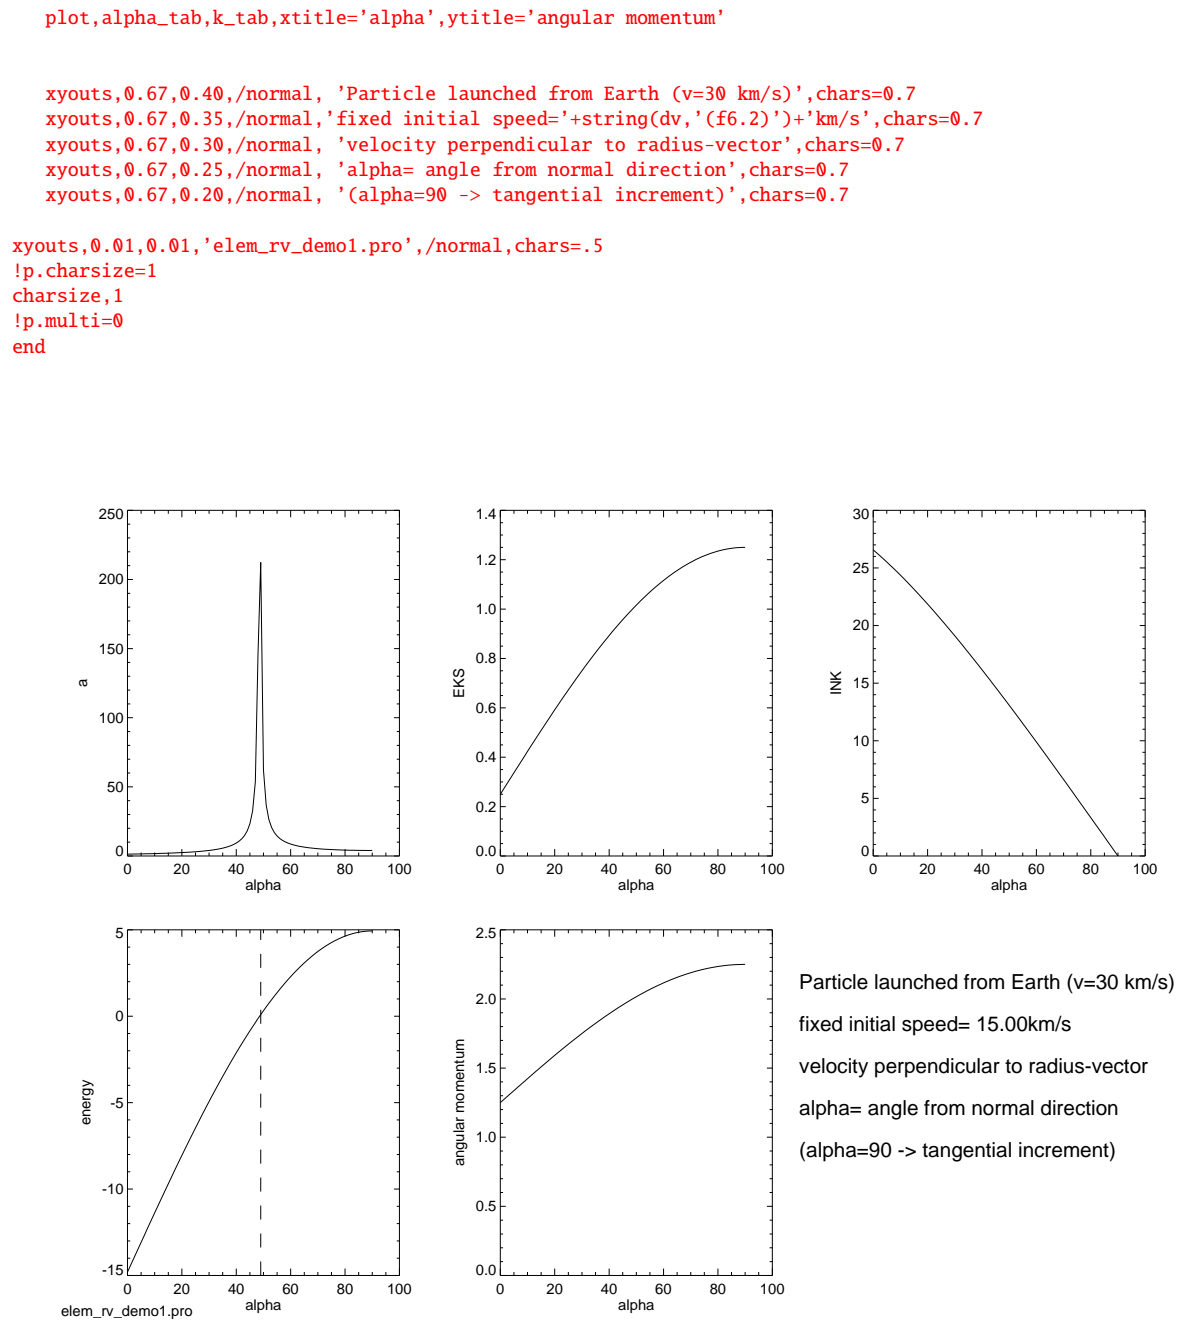 plot,alpha_tab,k_tab,xtitle='alpha',ytitle='angular momentum'
xyouts,0.67,0.40,/normal, 'Particle launched from Earth (v=30 km/s)',chars=0.7
xyouts,0.67,0.35,/normal,'fixed initial speed='+string(dv,'(f6.2)')+'km/s',chars=0.7
xyouts,0.67,0.30,/normal, 'velocity perpendicular to radius-vector',chars=0.7
xyouts,0.67,0.25,/normal, 'alpha= angle from normal direction',chars=0.7
xyouts,0.67,0.20,/normal, '(alpha=90 -> tangential increment)',chars=0.7
xyouts,0.01,0.01,'elem_rv_demo1.pro',/normal,chars=.5
!p.charsize=1
charsize,1
!p.multi=0
end
250
200
150
100
50
0
a
0 20 40 60 80 100
alpha
1.4
1.2
1.0
0.8
0.6
0.4
0.2
0.0
EKS
0 20 40 60 80 100
alpha
30
25
20
15
10
5
0
INK
0 20 40 60 80 100
alpha
5
0
-5
-10
-15
energy
0 20 40 60 80 100
alpha
2.5
2.0
1.5
1.0
0.5
0.0
angular momentum
0 20 40 60 80 100
alpha
Particle launched from Earth (v=30 km/s)
fixed initial speed= 15.00km/s
velocity perpendicular to radius-vector
alpha= angle from normal direction
(alpha=90 -> tangential increment)
elem_rv_demo1.pro